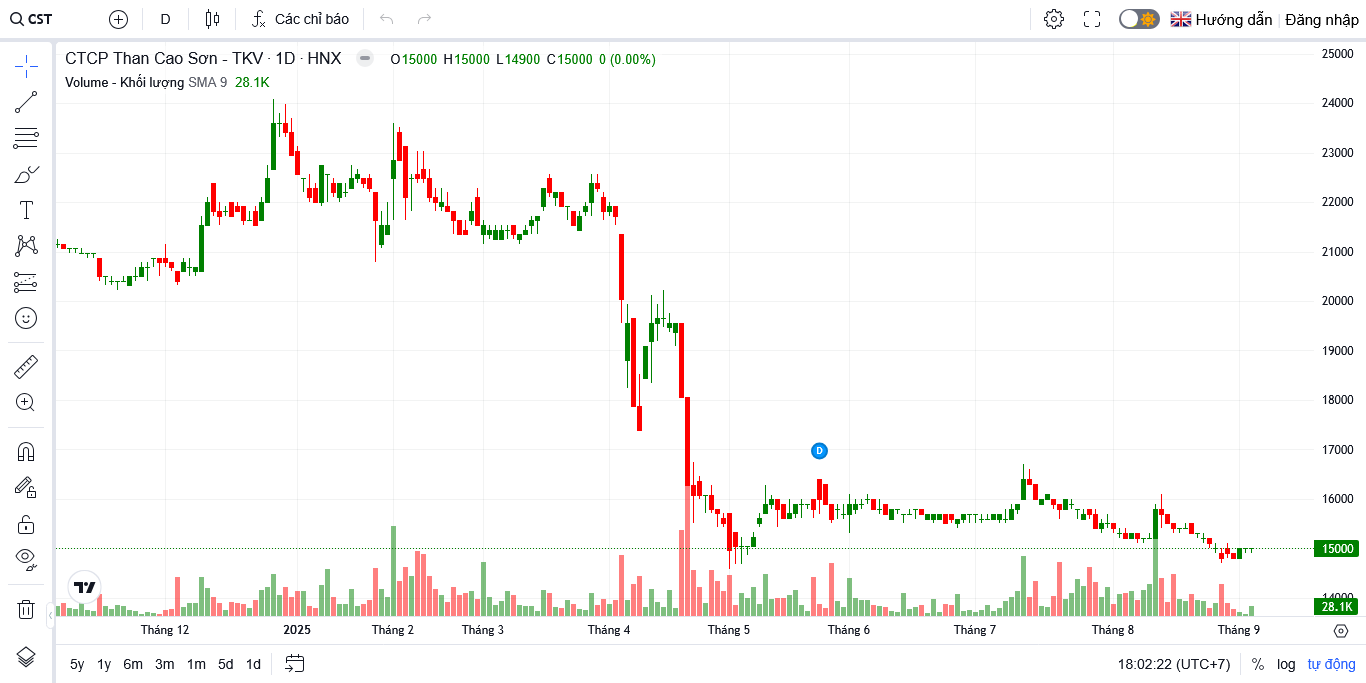 CST D Các chỉ báo Hướng dẫn Đăng nhập
CTCP Than Cao Sơn - TKV · 1D · HNX O15000 H15000 L14900 C15000 0 (0.00%)
Volume - Khối lượng SMA 9 28.1K
25000
24000
23000
22000
21000
20000
19000
18000
17000
D
16000
15000
14000
28.1K
Tháng 12 2025 Tháng 2 Tháng 3 Tháng 4 Tháng 5 Tháng 6 Tháng 7 Tháng 8 Tháng 9
5y 1y 6m 3m 1m 5d 1d 18:02:22 (UTC+7) % log tự động